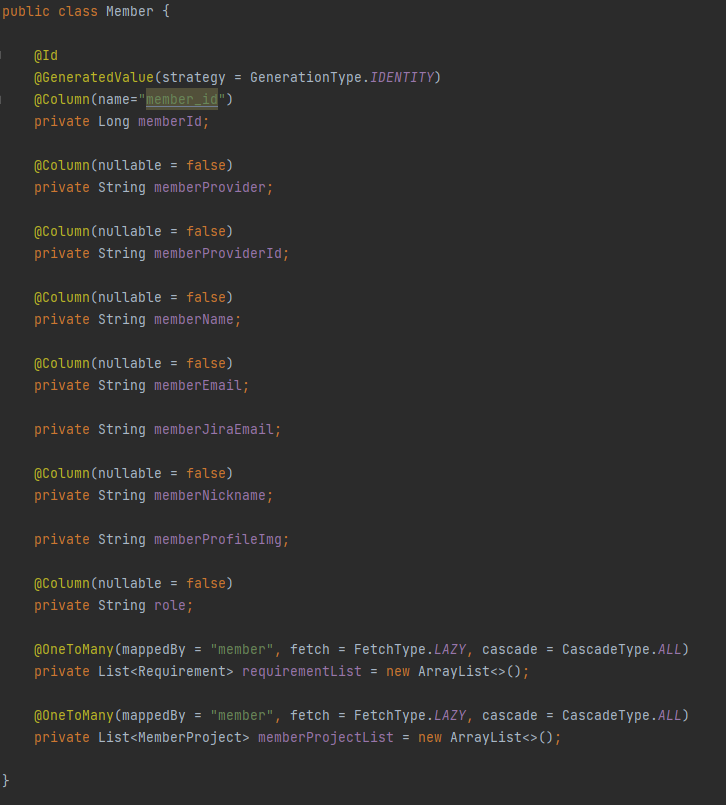 public class Member {
@Id
@GeneratedValue(strategy = GenerationType.IDENTITY)
@Column(name="member_id")
private Long memberId;
@Column(nullable = false)
private String memberProvider;
@Column(nullable = false)
private String memberProviderId;
@Column(nullable = false)
private String memberName;
@Column(nullable = false)
private String memberEmail;
private String memberJiraEmail;
@Column(nullable = false)
private String memberNickname;
private String memberProfileImg;
@Column(nullable = false)
private String role;
@OneToMany(mappedBy = "member", fetch = FetchType.LAZY, cascade = CascadeType.ALL)
private List<Requirement> requirementList = new ArrayList<>();
@OneToMany(mappedBy = "member", fetch = FetchType.LAZY, cascade = CascadeType.ALL)
private List<MemberProject> memberProjectList = new ArrayList<>();
}